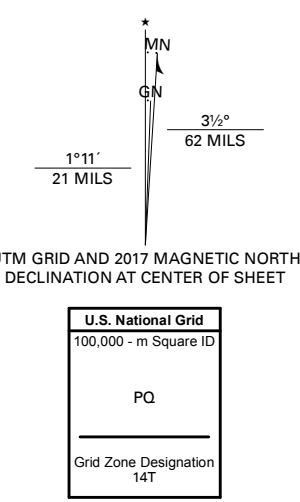 ★
MN
GN
3½°
62 MILS
1°11´
21 MILS
UTM GRID AND 2017 MAGNETIC NORTH
DECLINATION AT CENTER OF SHEET
U.S. National Grid
100,000 - m Square ID
PQ
Grid Zone Designation
14T